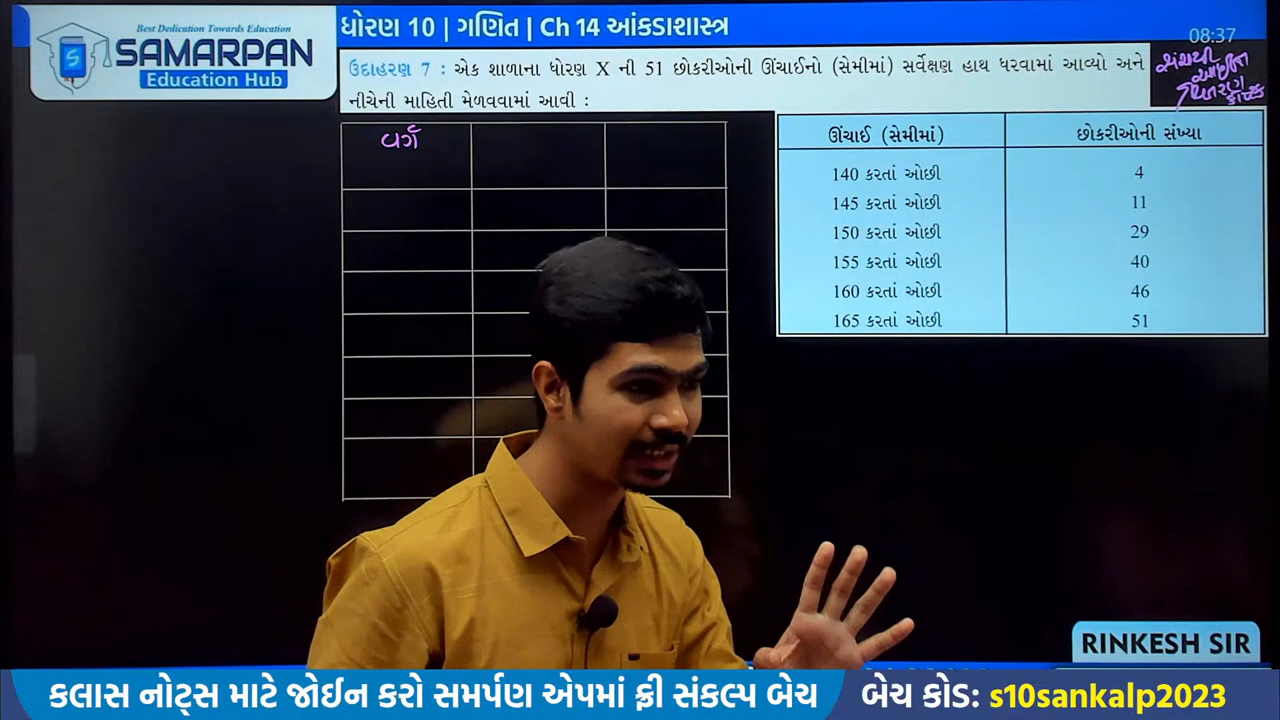 Best Dedication Towards Education
SAMARPAN
Education Hub
ધોરણ 10 | ગણિત | Ch 14 આંકડાશાસ્ત્ર
08:37
ઉદાહરણ 7 : એક શાળાના ધોરણ X ની 51 છોકરીઓની ઊંચાઈનો (સેમીમાં) સર્વેક્ષણ હાથ ધરવામાં આવ્યો અને
નીચેની માહિતી મેળવવામાં આવી :
વર્ગ
ઊંચાઈ (સેમીમાં) છોકરીઓની સંખ્યા
140 કરતાં ઓછી 4
145 કરતાં ઓછી 11
150 કરતાં ઓછી 29
155 કરતાં ઓછી 40
160 કરતાં ઓછી 46
165 કરતાં ઓછી 51
RINKESH SIR
કલાસ નોટ્સ માટે જોઈન કરો સમર્પણ એપમાં ફ્રી સંકલ્પ બેચ
બેચ કોડ: s10sankalp2023